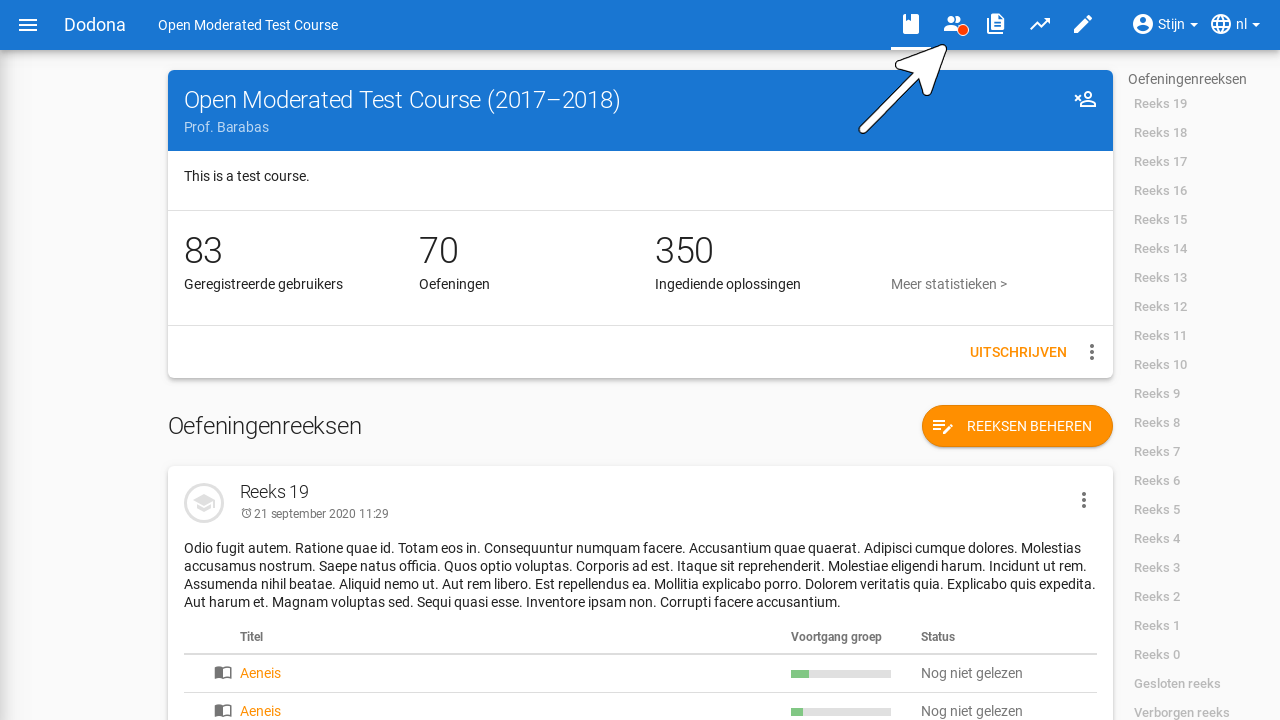 Dodona
Open Moderated Test Course
Stijn
nl
Open Moderated Test Course (2017–2018)
Prof. Barabas
This is a test course.
83
70
350
Geregistreerde gebruikers
Oefeningen
Ingediende oplossingen
Meer statistieken >
UITSCHRIJVEN
Oefeningenreeksen
REEKSEN BEHEREN
Reeks 19
21 september 2020 11:29
Odio fugit autem. Ratione quae id. Totam eos in. Consequuntur numquam facere. Accusantium quae quaerat. Adipisci cumque dolores. Molestias
accusamus nostrum. Saepe natus officia. Quos optio voluptas. Corporis ad est. Itaque sit reprehenderit. Molestiae eligendi harum. Incidunt ut rem.
Assumenda nihil beatae. Aliquid nemo ut. Aut rem libero. Est repellendus ea. Mollitia explicabo porro. Dolorem veritatis quia. Explicabo quis expedita.
Aut harum et. Magnam voluptas sed. Sequi quasi esse. Inventore ipsam non. Corrupti facere accusantium.
Titel Voortgang groep Status
Aeneis Nog niet gelezen
Aeneis Nog niet gelezen
Oefeningenreeksen
Reeks 19
Reeks 18
Reeks 17
Reeks 16
Reeks 15
Reeks 14
Reeks 13
Reeks 12
Reeks 11
Reeks 10
Reeks 9
Reeks 8
Reeks 7
Reeks 6
Reeks 5
Reeks 4
Reeks 3
Reeks 2
Reeks 1
Reeks 0
Gesloten reeks
Verborgen reeks